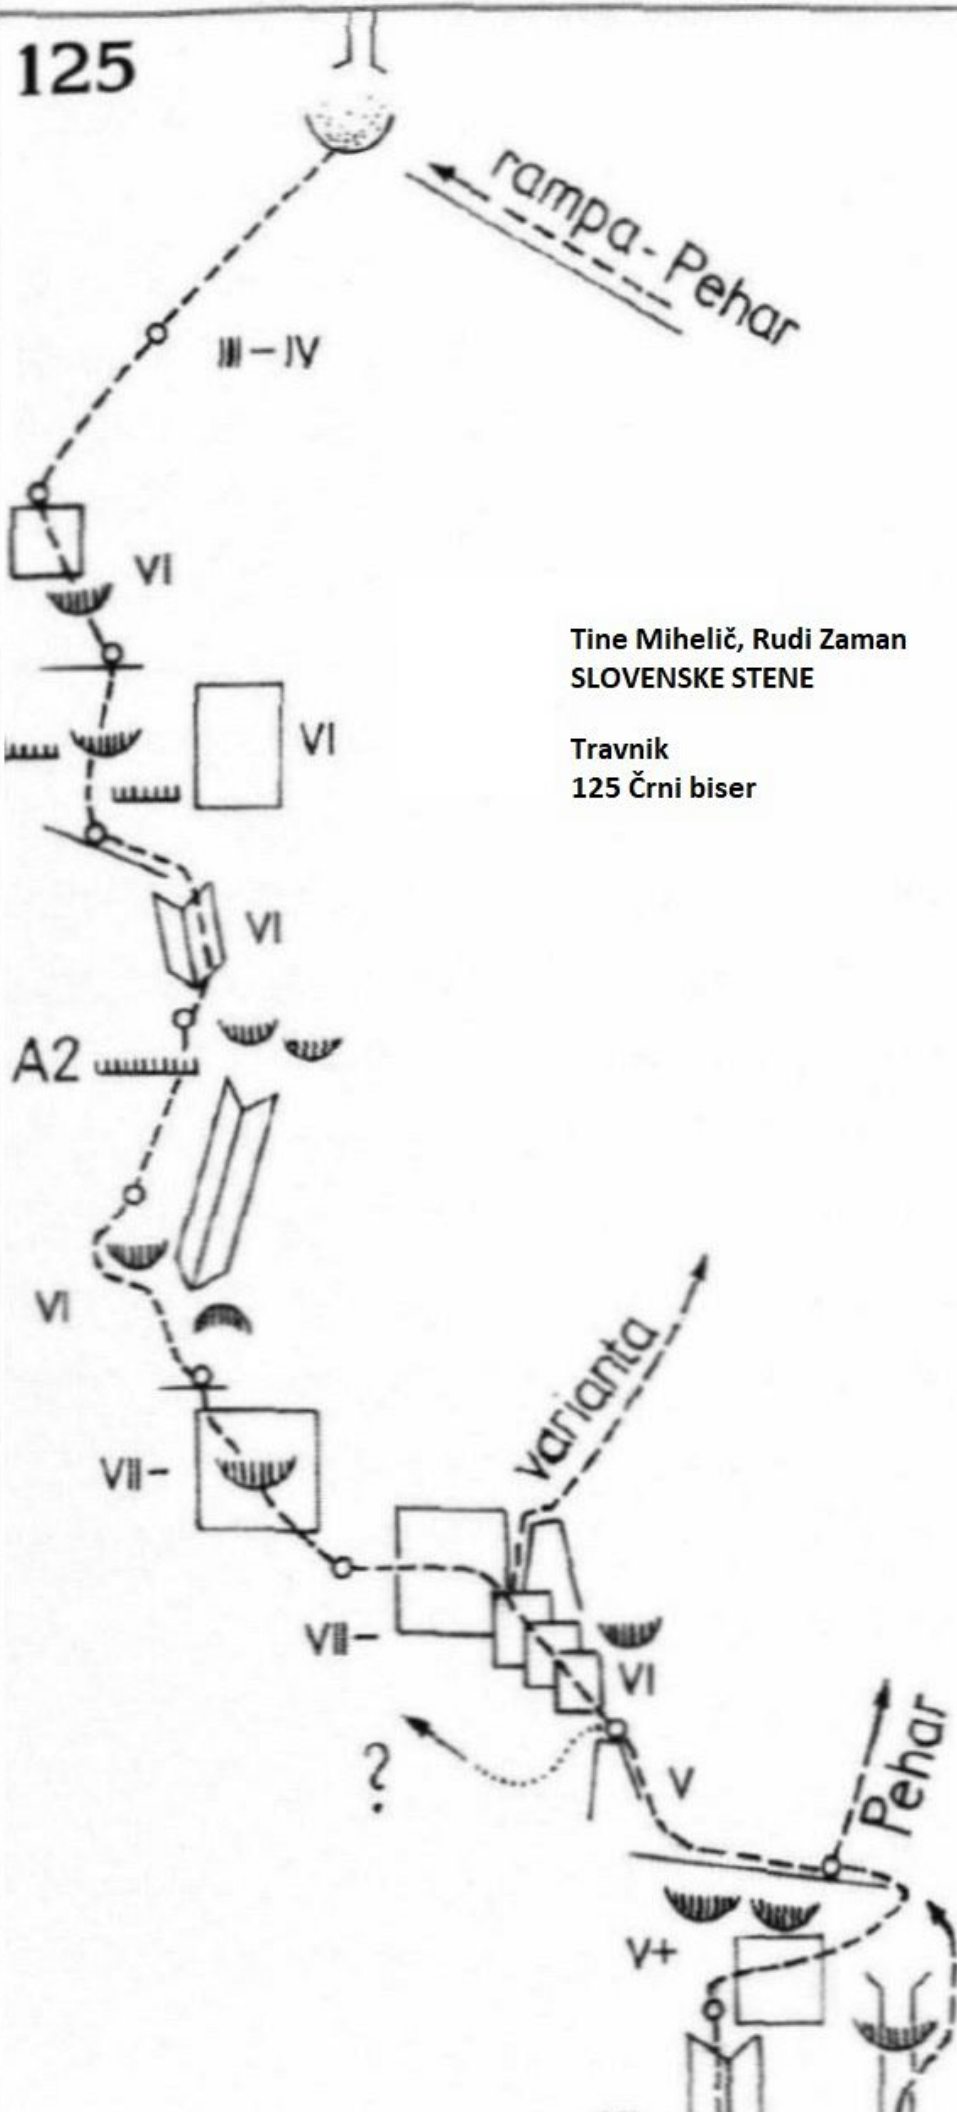 125
rampa-Pehar
III-IV
VI
Tine Mihelič, Rudi Zaman
SLOVENSKE STENE
Travnik
125 Črni biser
VI
VI
A2
VI
varianta
VII-
VII-
VI
?
V
Pehar
V+